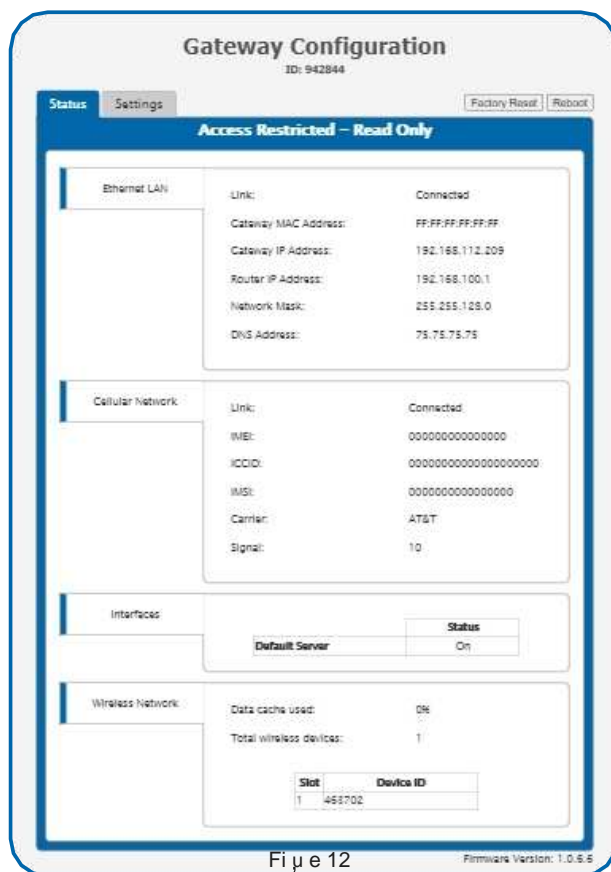 Gateway Configuration
ID: 942844
Status Settings Factory Reset Reboot
Access Restricted – Read Only
Ethernet LAN
Link: Connected
Gateway MAC Address: FF:FF:FF:FF:FF:FF
Gateway IP Address: 192.168.112.209
Router IP Address: 192.168.100.1
Network Mask: 255.255.128.0
DNS Address: 75.75.75.75
Cellular Network
Link: Connected
IMEI: 000000000000000
ICCID: 00000000000000000000
IMSI: 0000000000000000
Carrier: AT&T
Signal: 10
Interfaces
Status
Default Server On
Wireless Network
Data cache used: 0%
Total wireless devices: 1
Slot Device ID
1 468702
Fi µ e 12
Firmware Version: 1.0.6.6